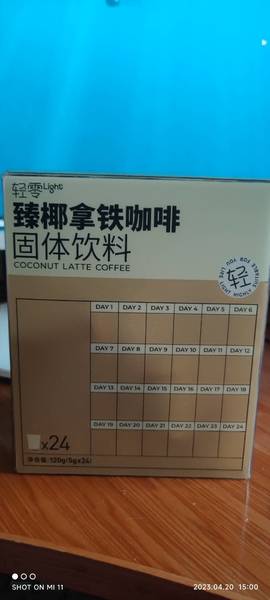 轻零Light
臻椰拿铁咖啡
固体饮料
COCONUT LATTE COFFEE
轻
DAY 1 DAY 2 DAY 3 DAY 4 DAY 5 DAY 6
DAY 7 DAY 8 DAY 9 DAY 10 DAY 11 DAY 12
DAY 13 DAY 14 DAY 15 DAY 16 DAY 17 DAY 18
DAY 19 DAY 20 DAY 21 DAY 22 DAY 23 DAY 24
x24
净含量: 120g(5g×24)
SHOT ON MI 11
2023.04.20 15:00